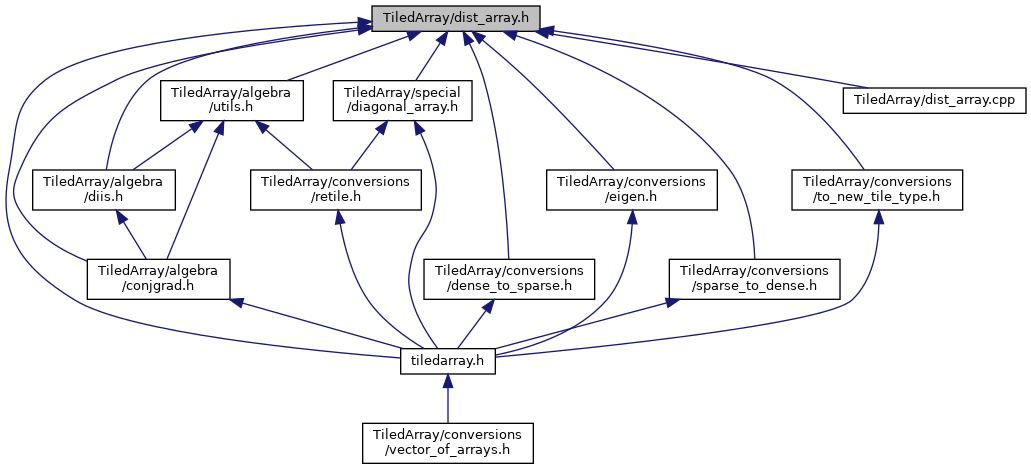 TiledArray/dist_array.h
TiledArray/algebra
/utils.h
TiledArray/special
/diagonal_array.h
TiledArray/dist_array.cpp
TiledArray/algebra
/diis.h
TiledArray/conversions
/retile.h
TiledArray/conversions
/eigen.h
TiledArray/conversions
/to_new_tile_type.h
TiledArray/algebra
/conjgrad.h
TiledArray/conversions
/dense_to_sparse.h
TiledArray/conversions
/sparse_to_dense.h
tiledarray.h
TiledArray/conversions
/vector_of_arrays.h